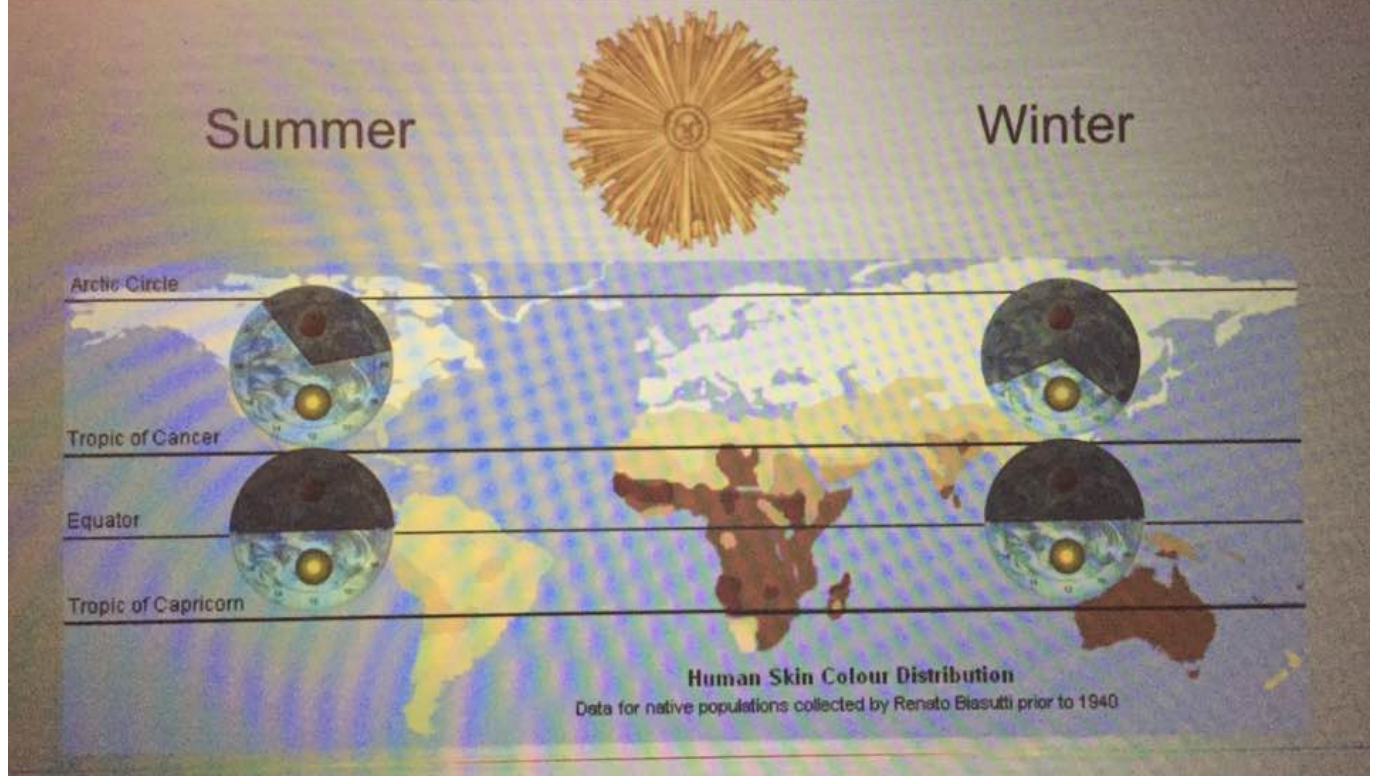 Summer
Winter
Arctic Circle
Tropic of Cancer
Equator
Tropic of Capricorn
Human Skin Colour Distribution
Data for native populations collected by Renato Biasutti prior to 1940